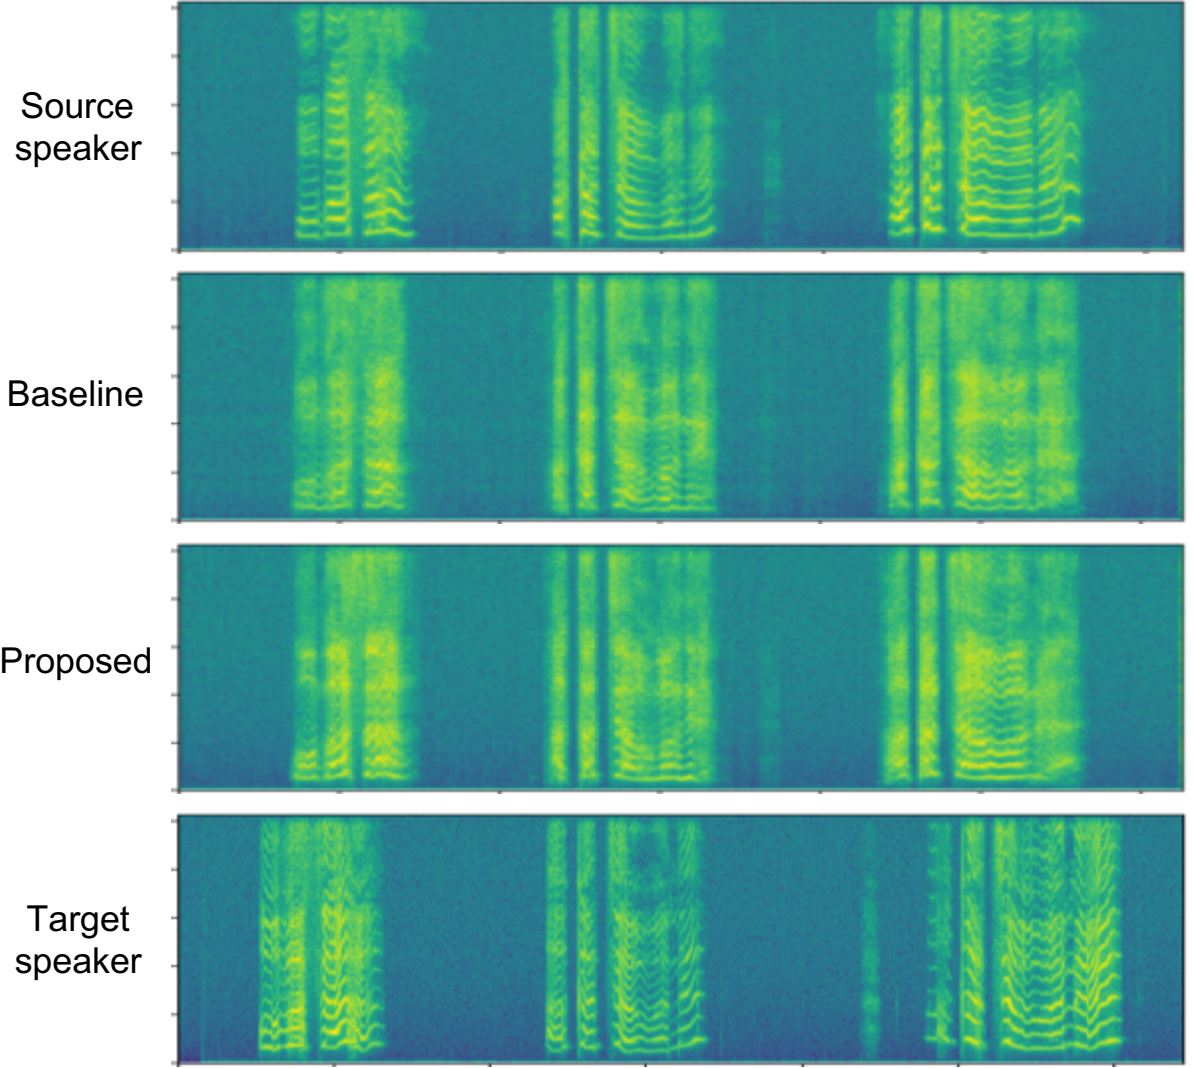 Source
speaker
Baseline
Proposed
Target
speaker